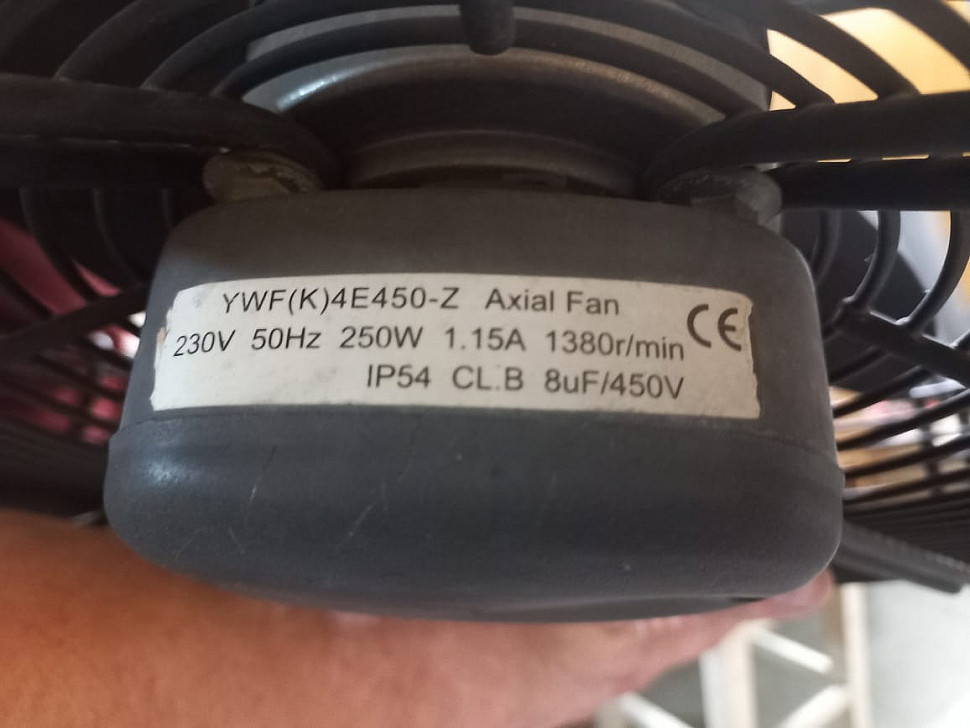 YWF(K)4E450-Z Axial Fan
CE
230V 50Hz 250W 1.15A 1380r/min
IP54 CL.B 8uF/450V